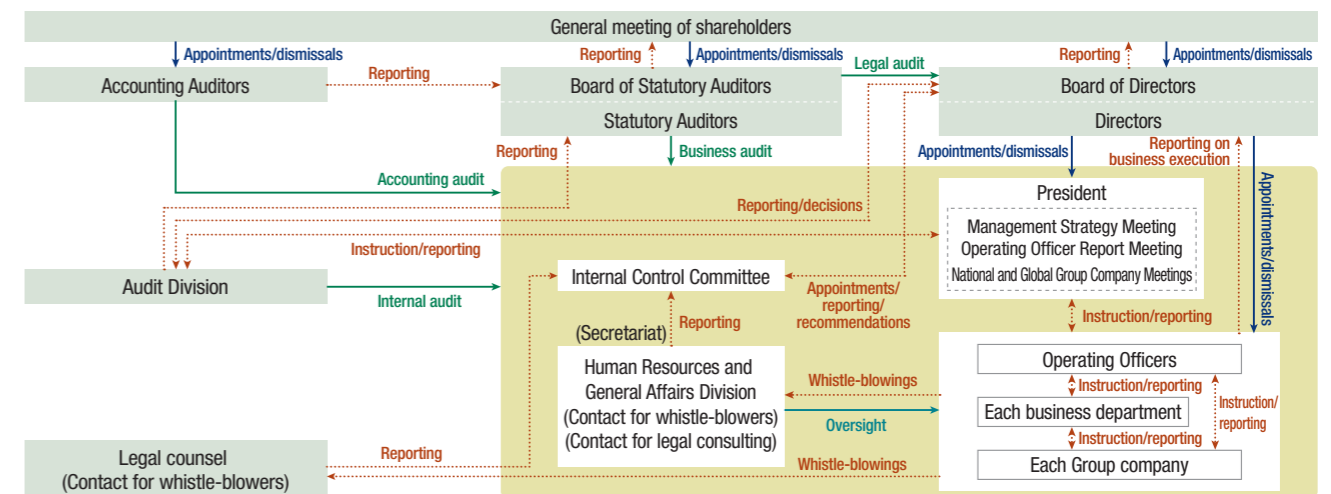 General meeting of shareholders
Appointments/dismissals
Reporting
Appointments/dismissals
Reporting
Appointments/dismissals
Accounting Auditors
Reporting
Board of Statutory Auditors
Legal audit
Board of Directors
Statutory Auditors
Directors
Reporting
Business audit
Appointments/dismissals
Reporting on
business execution
Accounting audit
President
Reporting/decisions
Management Strategy Meeting
Operating Officer Report Meeting
National and Global Group Company Meetings
Appointments/dismissals
Instruction/reporting
Audit Division
Internal audit
Internal Control Committee
Appointments/
reporting/
recommendations
Reporting
Instruction/reporting
(Secretariat)
Human Resources and
General Affairs Division
(Contact for whistle-blowers)
(Contact for legal consulting)
Whistle-blowings
Oversight
Operating Officers
Instruction/reporting
Each business department
Instruction/
reporting
Instruction/reporting
Each Group company
Legal counsel
(Contact for whistle-blowers)
Reporting
Whistle-blowings